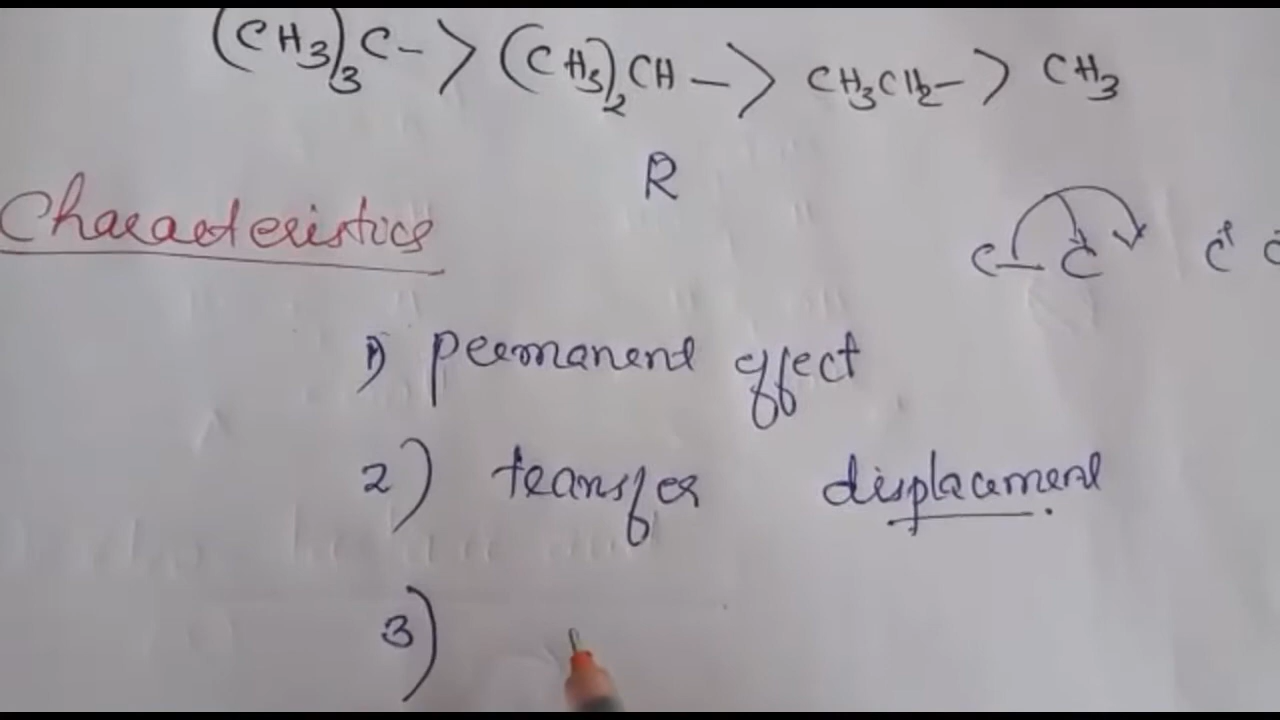 (CH3)3C- > (CH3)2CH - > CH3CH2- > CH3
R
Characteristics
C - C C C
1) permanent effect
2) transfer displacement
3)